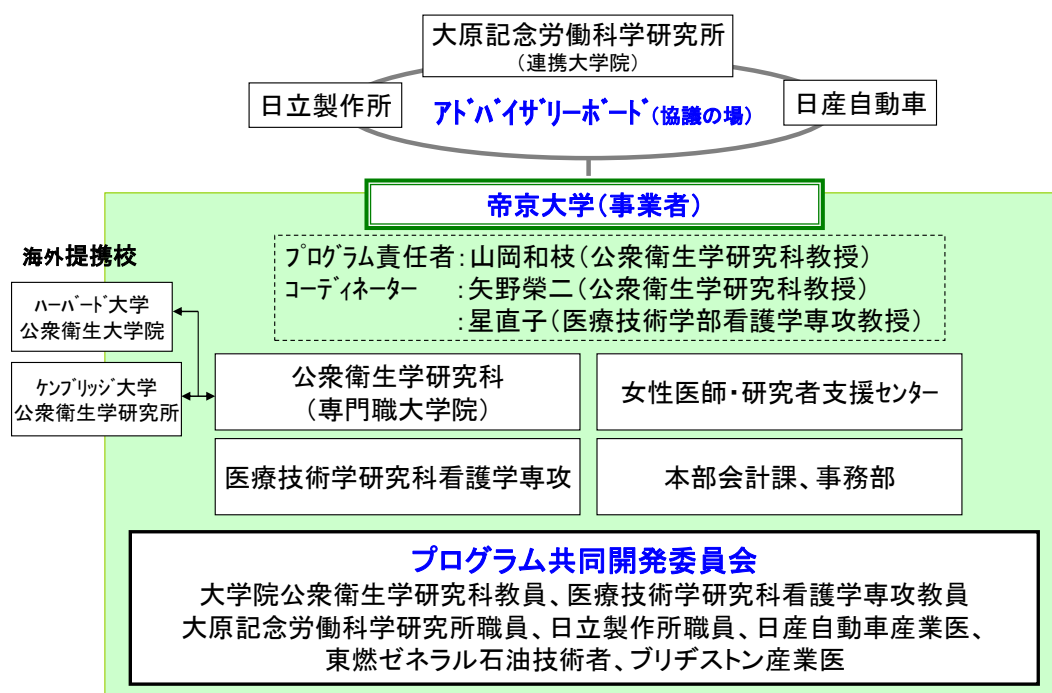 大原記念労働科学研究所
(連携大学院)
日立製作所
日産自動車
ｱﾄﾞﾊﾞｲｻﾞﾘｰﾎﾞｰﾄﾞ(協議の場)
帝京大学(事業者)
海外提携校
ﾌﾟﾛｸﾞﾗﾑ責任者:山岡和枝(公衆衛生学研究科教授)
ｺｰﾃﾞｨﾈｰﾀｰ :矢野榮二(公衆衛生学研究科教授)
:星直子(医療技術学部看護学専攻教授)
ﾊｰﾊﾞｰﾄﾞ大学
公衆衛生大学院
ｹﾝﾌﾞﾘｯｼﾞ大学
公衆衛生学研究所
公衆衛生学研究科
(専門職大学院)
女性医師・研究者支援ｾﾝﾀｰ
医療技術学研究科看護学専攻
本部会計課、事務部
プログラム共同開発委員会
大学院公衆衛生学研究科教員、医療技術学研究科看護学専攻教員
大原記念労働科学研究所職員、日立製作所職員、日産自動車産業医、
東燃ゼネラル石油技術者、ブリヂストン産業医